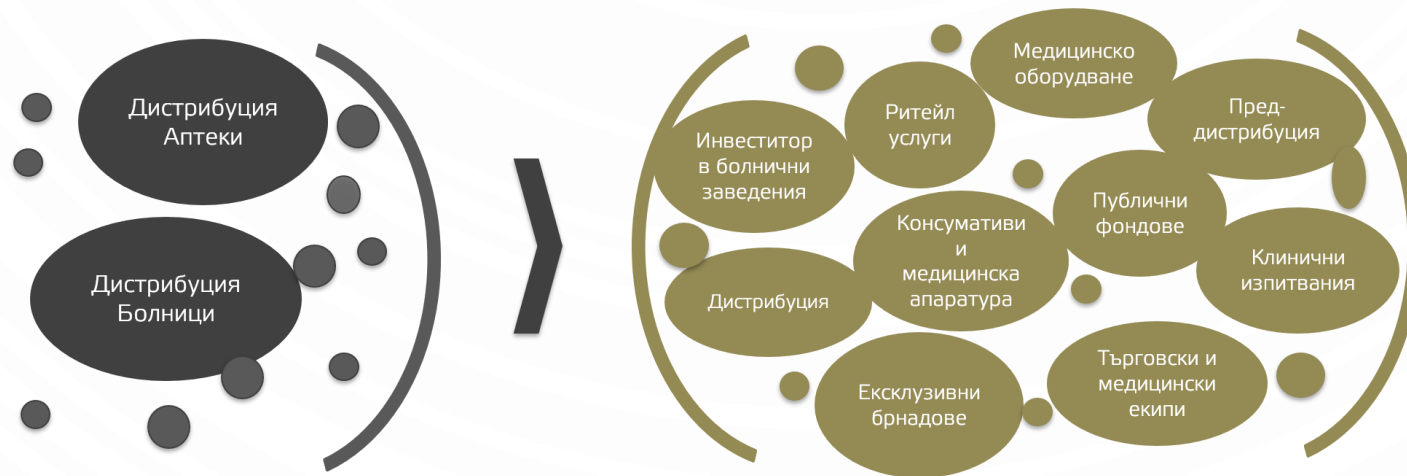 Дистрибуция
Аптеки
Дистрибуция
Болници
Инвеститор
в болнични
заведения
Ритейл
услуги
Медицинско
оборудване
Пред-
дистрибуция
Дистрибуция
Консумативи
и
медицинска
апаратура
Публични
фондове
Клинични
изпитвания
Ексклузивни
брнадове
Търговски и
медицински
екипи